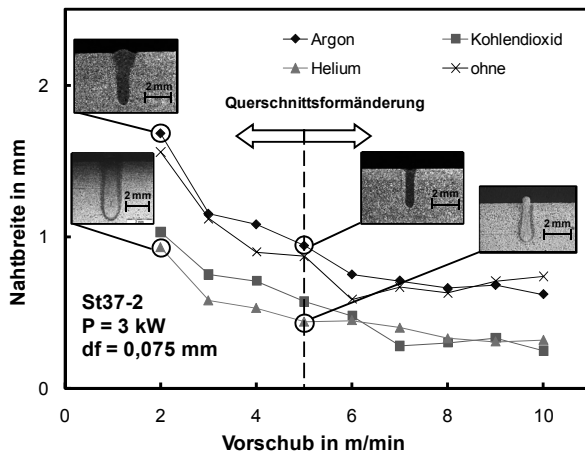 Argon
Kohlendioxid
Helium
ohne
2 mm
Querschnittsformänderung
2 mm
2 mm
2 mm
Nahtbreite in mm
2
1
0
St37-2
P = 3 kW
df = 0,075 mm
0 2 4 6 8 10
Vorschub in m/min